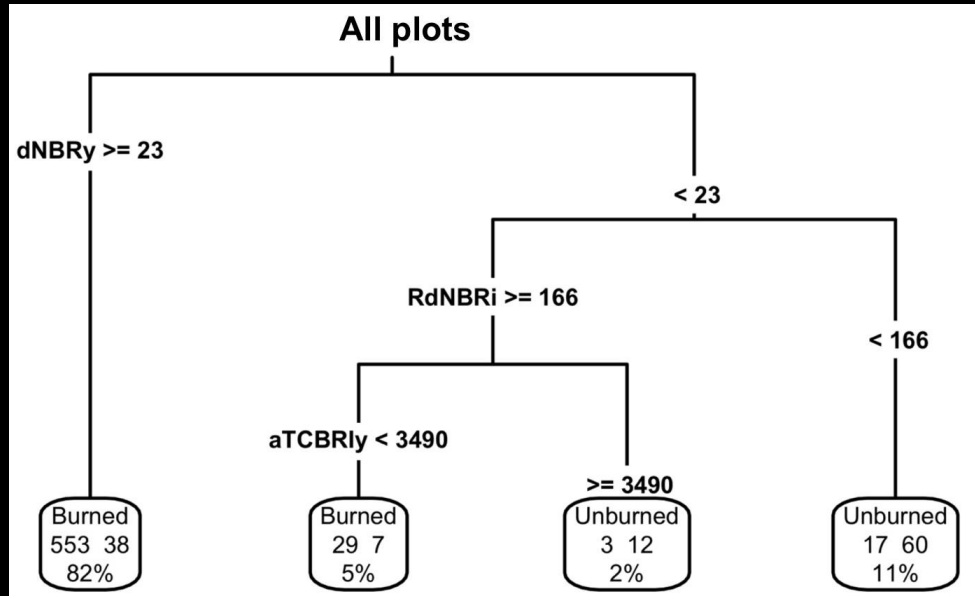 All plots
dNBRy >= 23
< 23
RdNBRi >= 166
< 166
aTCBRIy < 3490
>= 3490
Burned
553 38
82%
Burned
29 7
5%
Unburned
3 12
2%
Unburned
17 60
11%